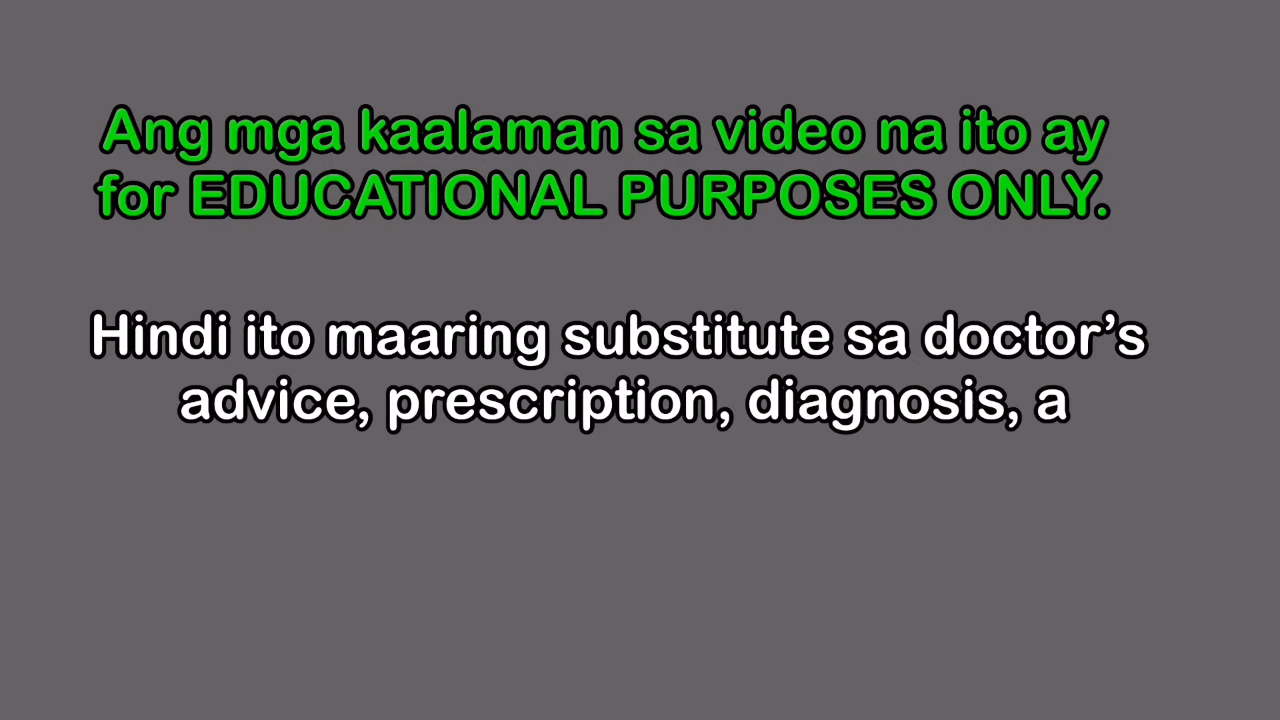 Ang mga kaalaman sa video na ito ay
for EDUCATIONAL PURPOSES ONLY.
Hindi ito maaring substitute sa doctor’s
advice, prescription, diagnosis, a